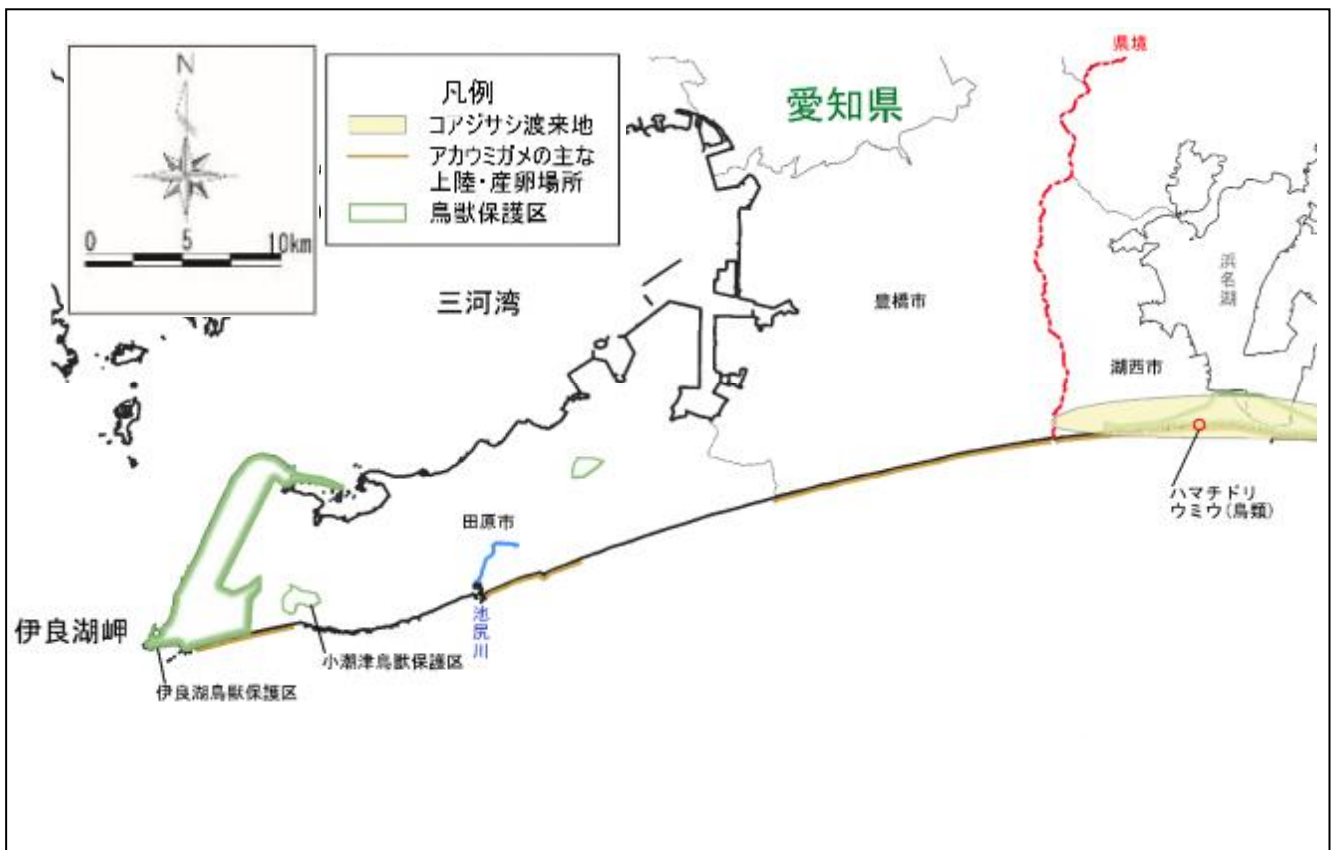 N
0 5 10km
凡例
コアジサシ渡来地
アカウミガメの主な
上陸・産卵場所
鳥獣保護区
県境
愛知県
三河湾
豊橋市
浜名湖
湖西市
ハマチドリ
ウミウ(鳥類)
田原市
池尻川
伊良湖岬
小潮津鳥獣保護区
伊良湖鳥獣保護区